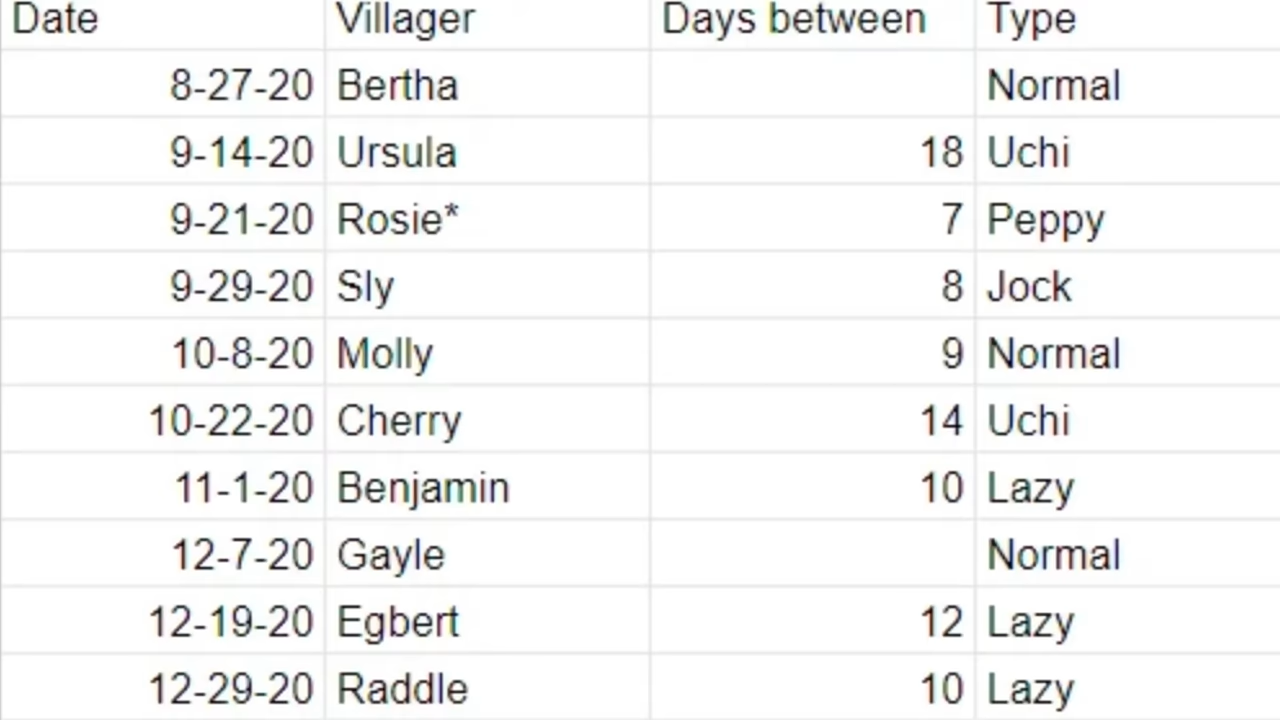 Date Villager Days between Type
8-27-20 Bertha Normal
9-14-20 Ursula 18 Uchi
9-21-20 Rosie* 7 Peppy
9-29-20 Sly 8 Jock
10-8-20 Molly 9 Normal
10-22-20 Cherry 14 Uchi
11-1-20 Benjamin 10 Lazy
12-7-20 Gayle Normal
12-19-20 Egbert 12 Lazy
12-29-20 Raddle 10 Lazy